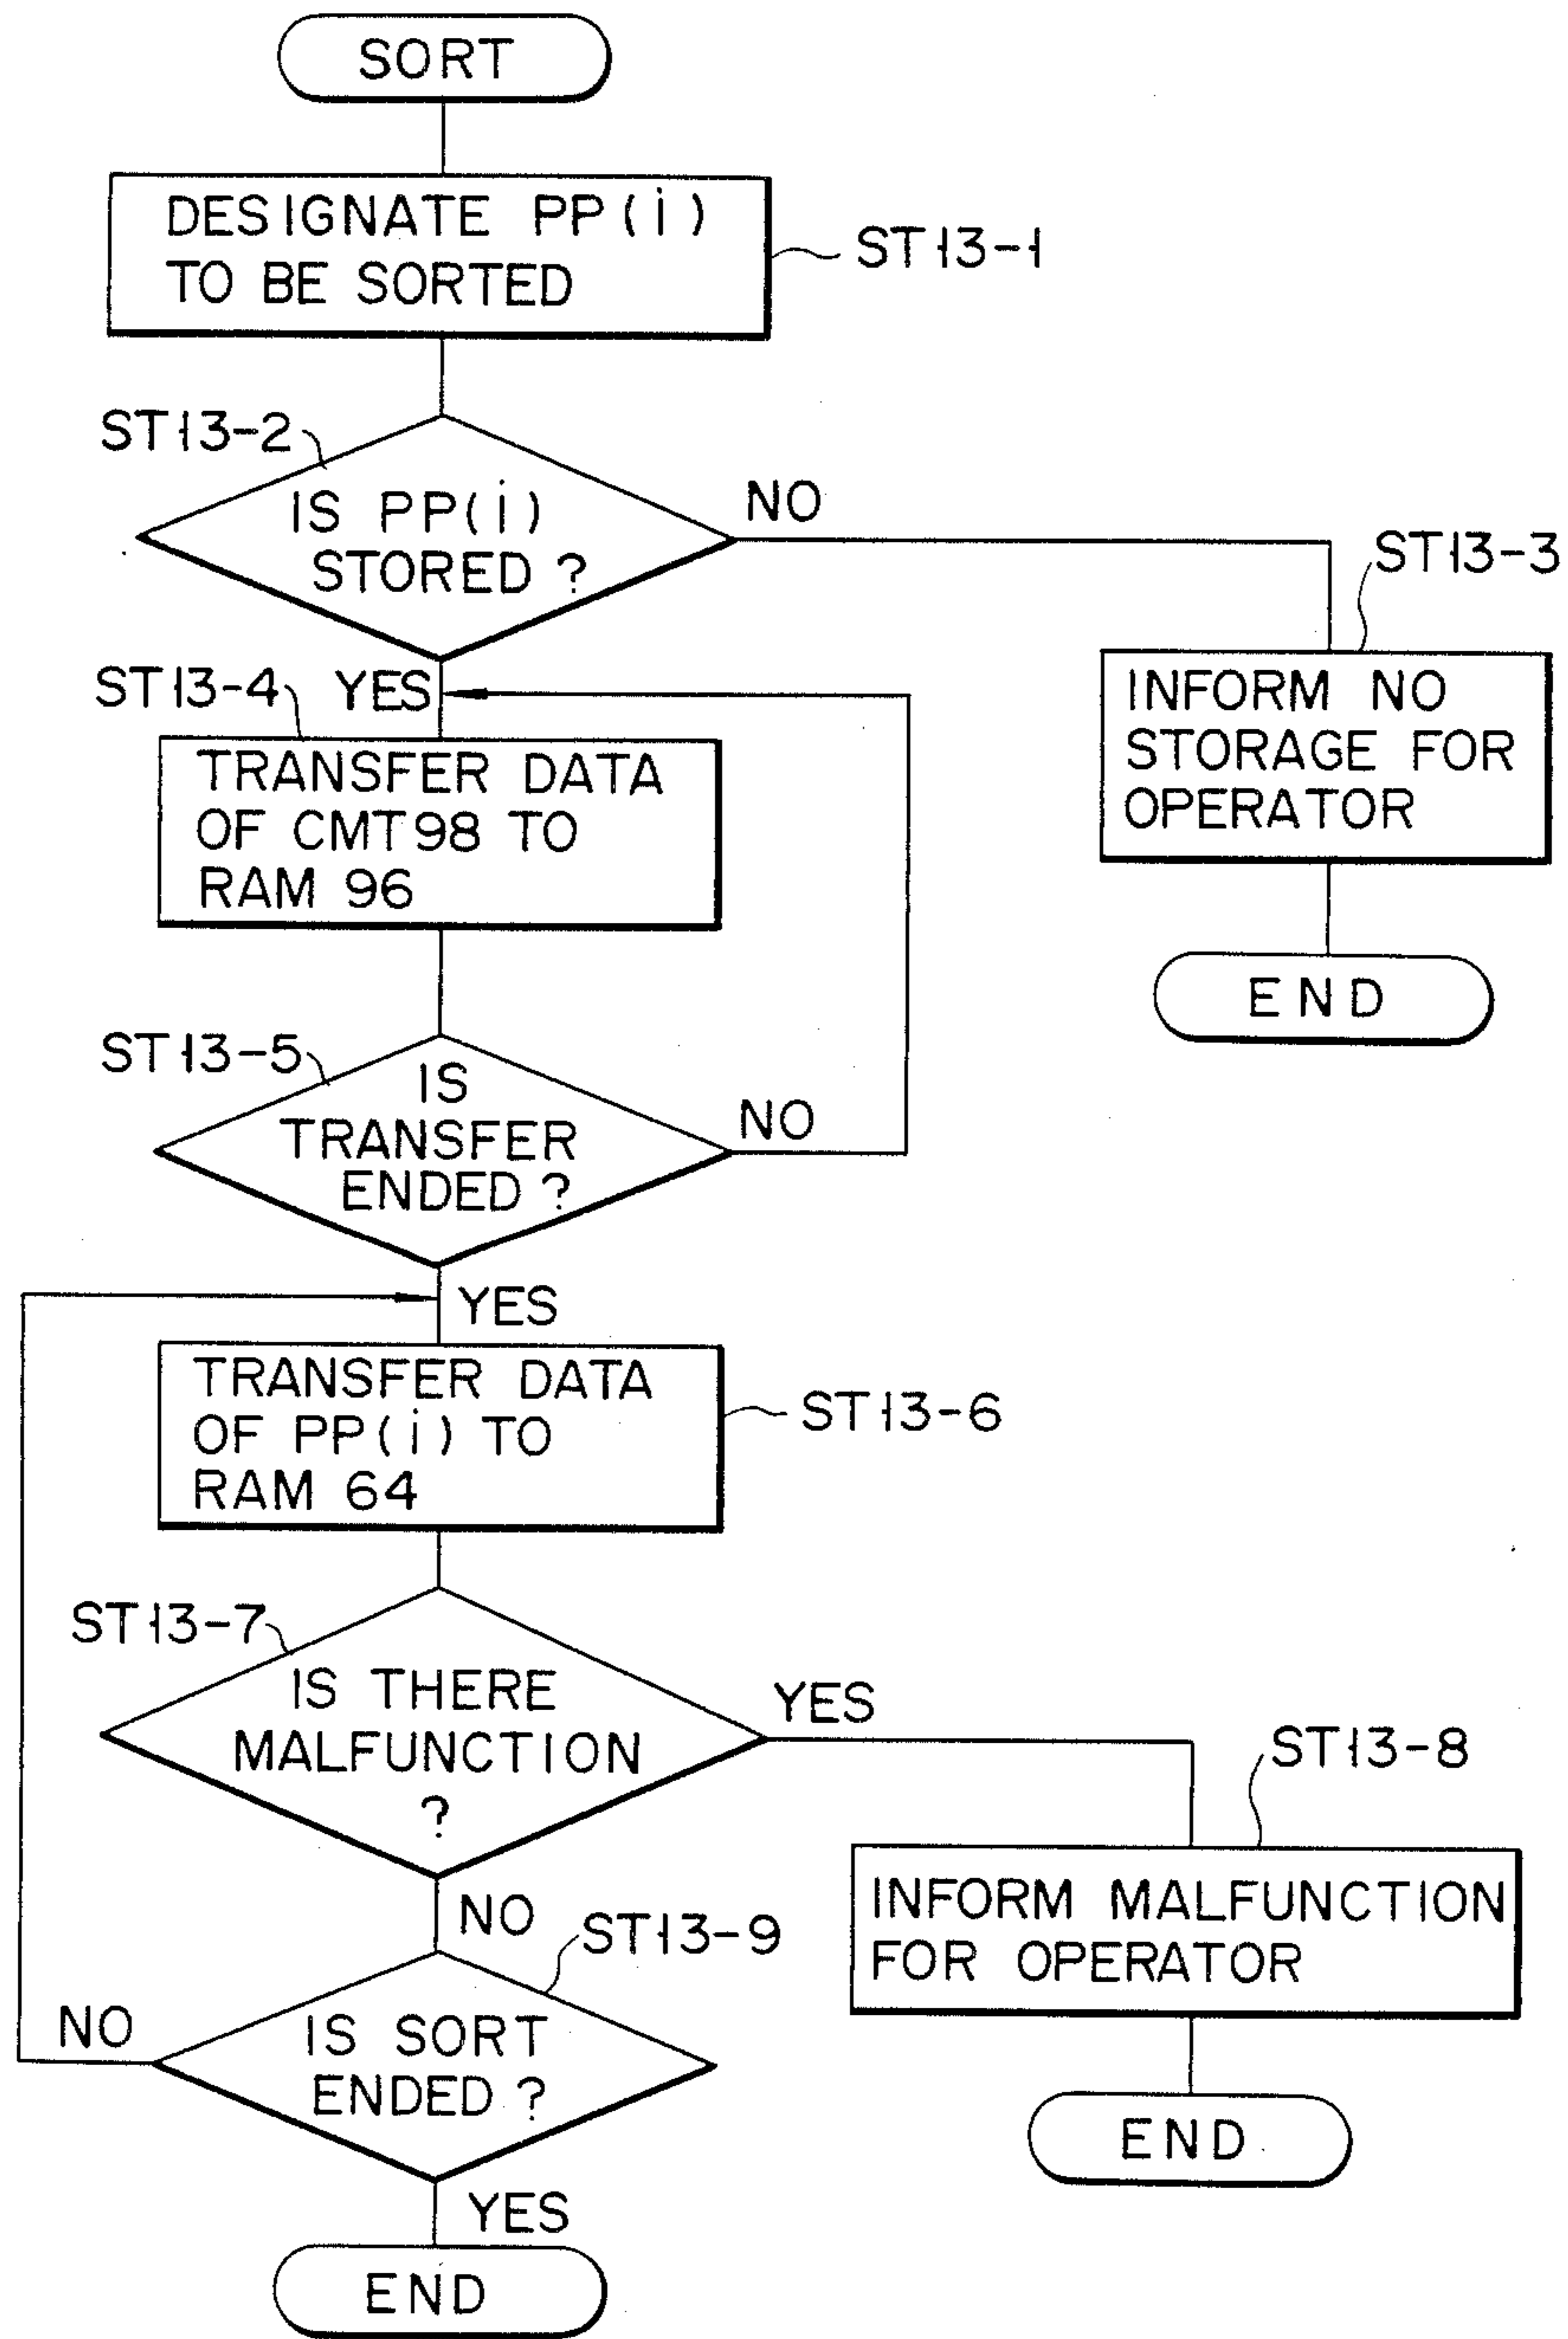 SORT
DESIGNATE PP(i)
TO BE SORTED
ST13-1
ST13-2
IS PP(i)
STORED ?
NO
ST13-3
INFORM NO
STORAGE FOR
OPERATOR
END
YES
ST13-4
TRANSFER DATA
OF CMT98 TO
RAM 96
ST13-5
IS
TRANSFER
ENDED ?
NO
YES
TRANSFER DATA
OF PP(i) TO
RAM 64
ST13-6
ST13-7
IS THERE
MALFUNCTION
?
YES
ST13-8
INFORM MALFUNCTION
FOR OPERATOR
END
NO
ST13-9
IS SORT
ENDED ?
NO
YES
END